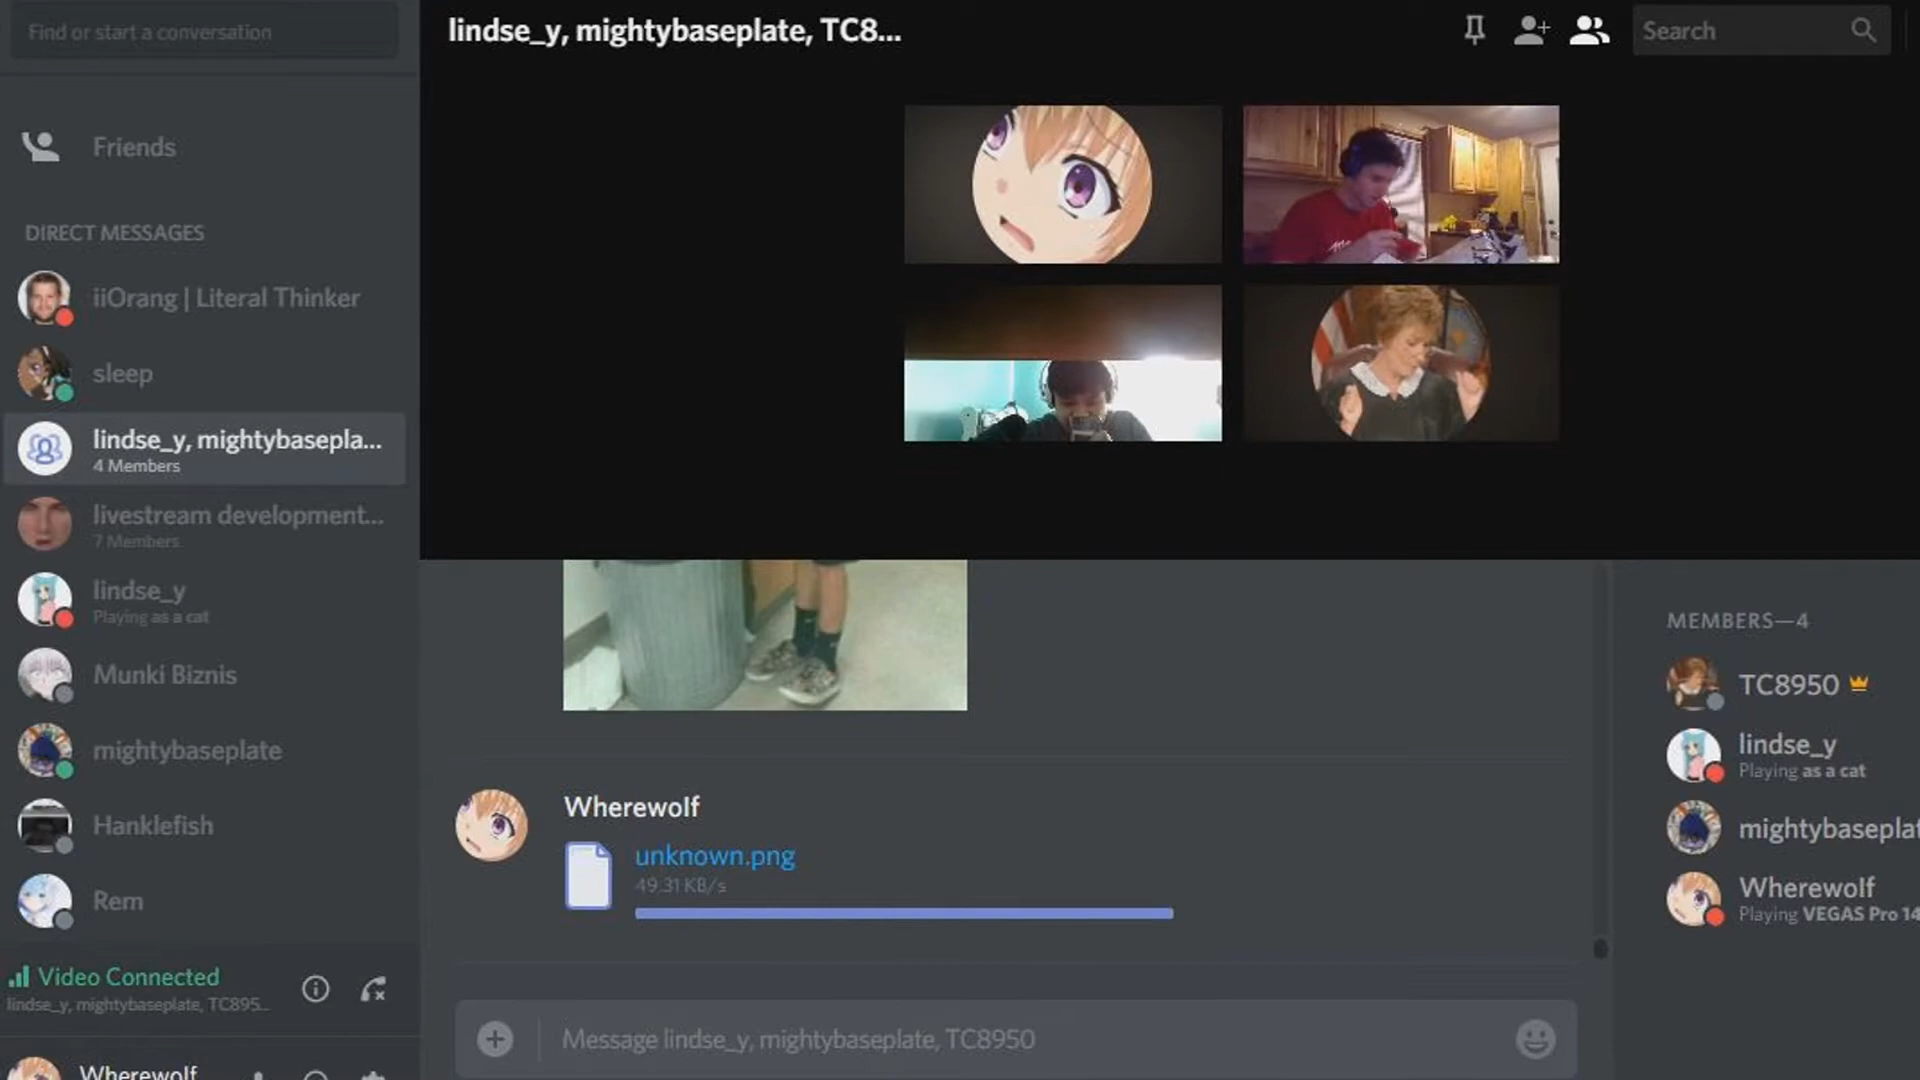 Find or start a conversation
Friends
DIRECT MESSAGES
iiOrang | Literal Thinker
sleep
lindse_y, mightybasepla...
4 Members
livestream development...
7 Members
lindse_y
Playing as a cat
Munki Biznis
mightybaseplate
Hanklefish
Rem
Video Connected
lindse_y, mightybaseplate, TC895...
Wherewolf
lindse_y, mightybaseplate, TC8...
Search
Wherewolf
unknown.png
49.31 KB/s
Message lindse_y, mightybaseplate, TC8950
MEMBERS—4
TC8950
lindse_y
Playing as a cat
mightybaseplat
Wherewolf
Playing VEGAS Pro 14